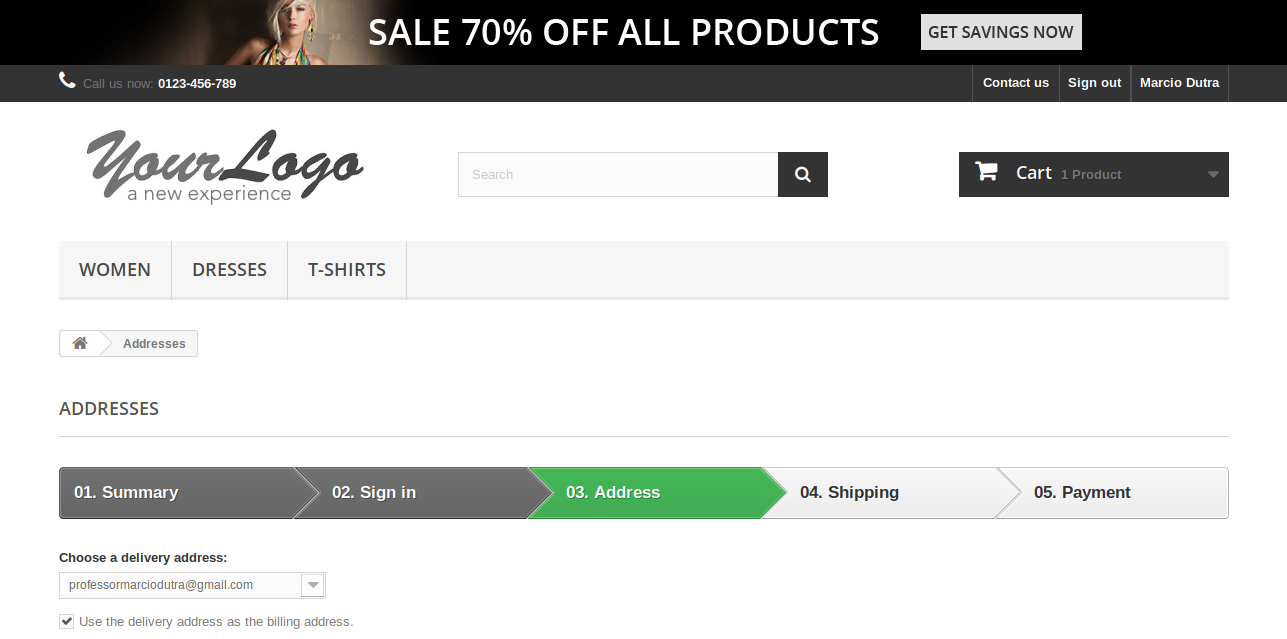 SALE 70% OFF ALL PRODUCTS GET SAVINGS NOW
Call us now: 0123-456-789 Contact us Sign out Marcio Dutra
Your Logo
a new experience
Search
Cart 1 Product
WOMEN DRESSES T-SHIRTS
Addresses
ADDRESSES
01. Summary 02. Sign in 03. Address 04. Shipping 05. Payment
Choose a delivery address:
professormarciodutra@gmail.com
Use the delivery address as the billing address.